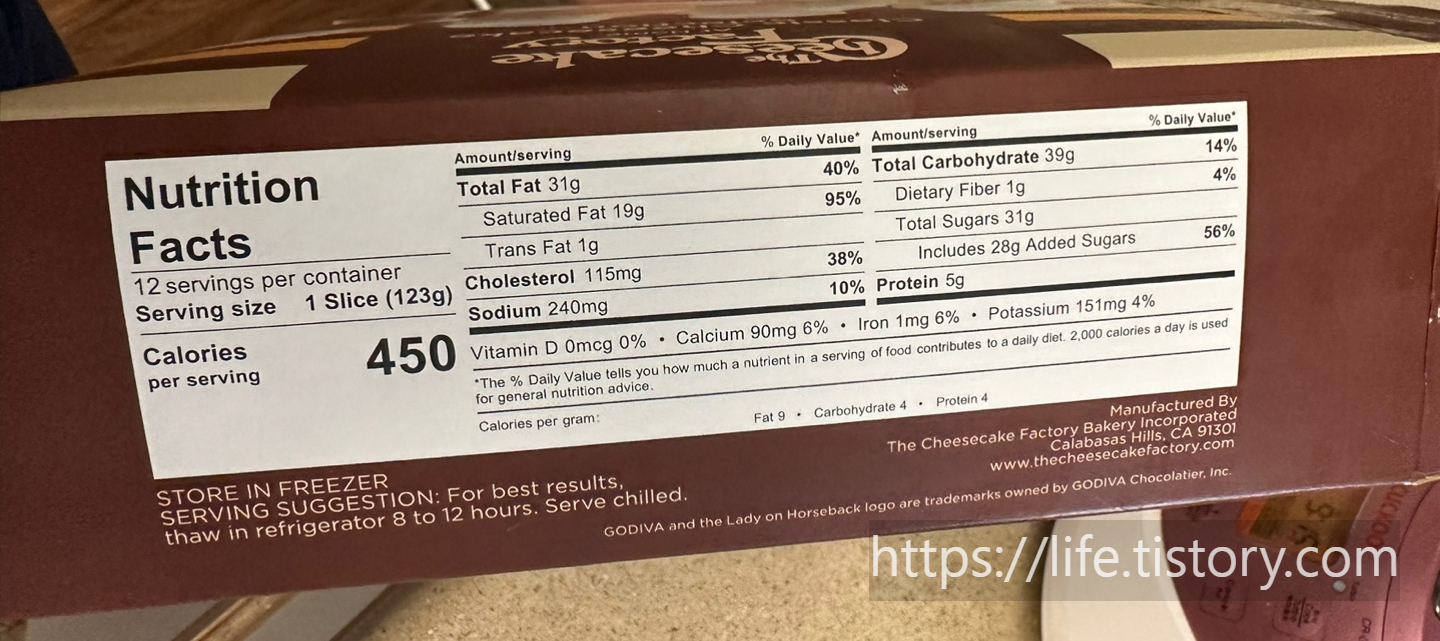 The
Cheesecake
Factory
Nutrition
Facts
12 servings per container
Serving size 1 Slice (123g)
Calories
per serving
450
Amount/serving % Daily Value*
Total Fat 31g 40%
Saturated Fat 19g 95%
Trans Fat 1g
Cholesterol 115mg 38%
Sodium 240mg 10%
Amount/serving % Daily Value*
Total Carbohydrate 39g 14%
Dietary Fiber 1g 4%
Total Sugars 31g
Includes 28g Added Sugars 56%
Protein 5g
Vitamin D 0mcg 0% • Calcium 90mg 6% • Iron 1mg 6% • Potassium 151mg 4%
*The % Daily Value tells you how much a nutrient in a serving of food contributes to a daily diet. 2,000 calories a day is used
for general nutrition advice.
Calories per gram: Fat 9 • Carbohydrate 4 • Protein 4
STORE IN FREEZER
SERVING SUGGESTION: For best results,
thaw in refrigerator 8 to 12 hours. Serve chilled.
Manufactured By
The Cheesecake Factory Bakery Incorporated
Calabasas Hills, CA 91301
www.thecheesecakefactory.com
GODIVA and the Lady on Horseback logo are trademarks owned by GODIVA Chocolatier, Inc.
CUCKOO
https://life.tistory.com